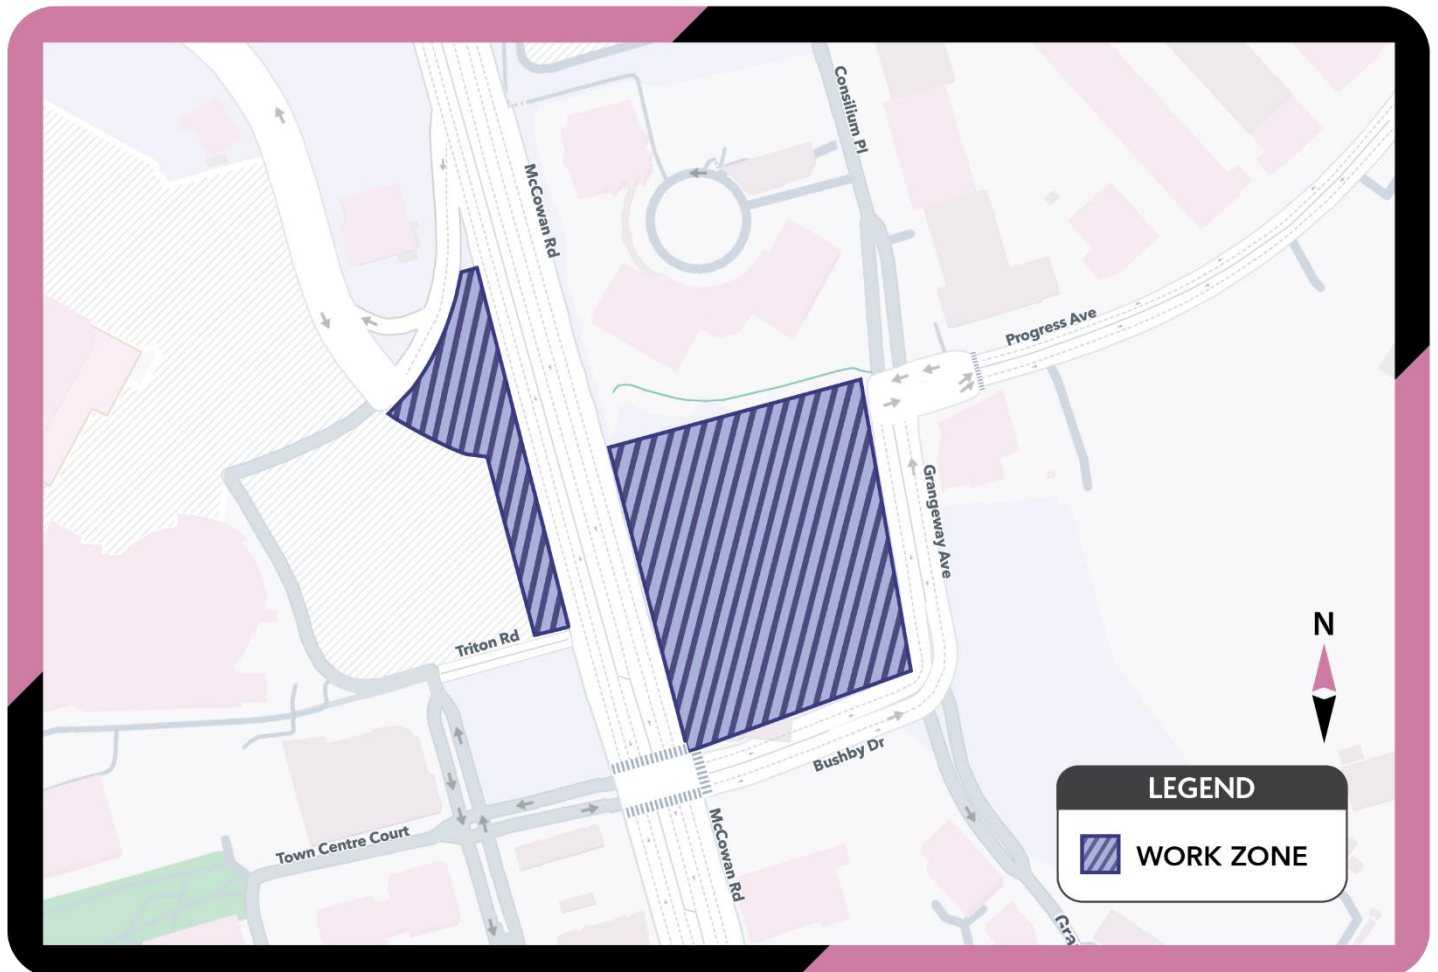 Consilium Pl
McCowan Rd
Progress Ave
Grangeway Ave
N
Triton Rd
Bushby Dr
LEGEND
WORK ZONE
McCowan Rd
Town Centre Court
Gra